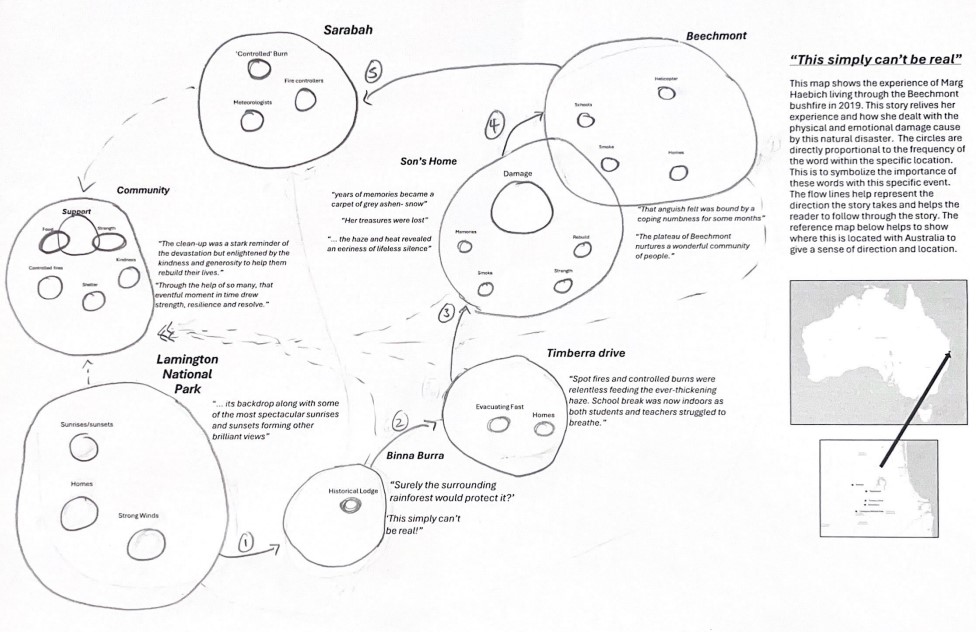 Sarabah
'Controlled' Burn
Fire controllers
Meteorologists
5
Beechmont
Helicopter
Schools
Smoke
Homes
4
"That anguish felt was bound by a
coping numbness for some months"
"The plateau of Beechmont
nurtures a wonderful community
of people."
Son's Home
Damage
Memories
Rebuild
Smoke
Strength
"years of memories became a
carpet of grey ashen- snow"
"Her treasures were lost"
"... the haze and heat revealed
an eeriness of lifeless silence"
3
Community
Support
Food
Strength
Kindness
Controlled fires
Shelter
"The clean-up was a stark reminder of
the devastation but enlightened by the
kindness and generosity to help them
rebuild their lives."
"Through the help of so many, that
eventful moment in time drew
strength, resilience and resolve."
Lamington
National
Park
"... its backdrop along with some
of the most spectacular sunrises
and sunsets forming other
brilliant views"
Sunrises/sunsets
Homes
Strong Winds
1
Timberra drive
Evacuating Fast
Homes
"Spot fires and controlled burns were
relentless feeding the ever-thickening
haze. School break was now indoors as
both students and teachers struggled to
breathe."
2
Binna Burra
Historical Lodge
"Surely the surrounding
rainforest would protect it?'
'This simply can't
be real!"
"This simply can't be real"
This map shows the experience of Marg
Haebich living through the Beechmont
bushfire in 2019. This story relives her
experience and how she dealt with the
physical and emotional damage cause
by this natural disaster. The circles are
directly proportional to the frequency of
the word within the specific location.
This is to symbolize the importance of
these words with this specific event.
The flow lines help represent the
direction the story takes and helps the
reader to follow through the story. The
reference map below helps to show
where this is located with Australia to
give a sense of direction and location.